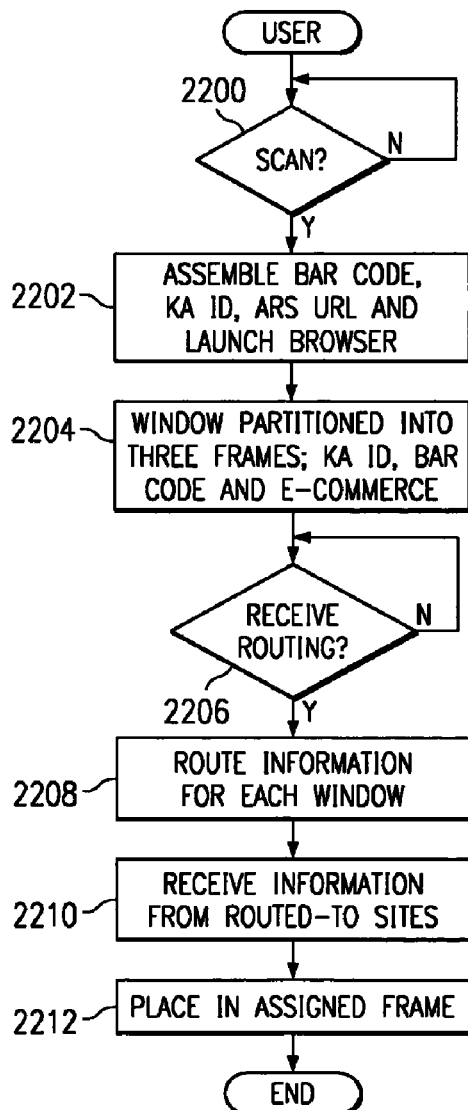 USER
2200
SCAN?
N
Y
2202
ASSEMBLE BAR CODE,
KA ID, ARS URL AND
LAUNCH BROWSER
2204
WINDOW PARTITIONED INTO
THREE FRAMES; KA ID, BAR
CODE AND E-COMMERCE
RECEIVE
ROUTING?
N
2206
Y
2208
ROUTE INFORMATION
FOR EACH WINDOW
2210
RECEIVE INFORMATION
FROM ROUTED-TO SITES
2212
PLACE IN ASSIGNED FRAME
END